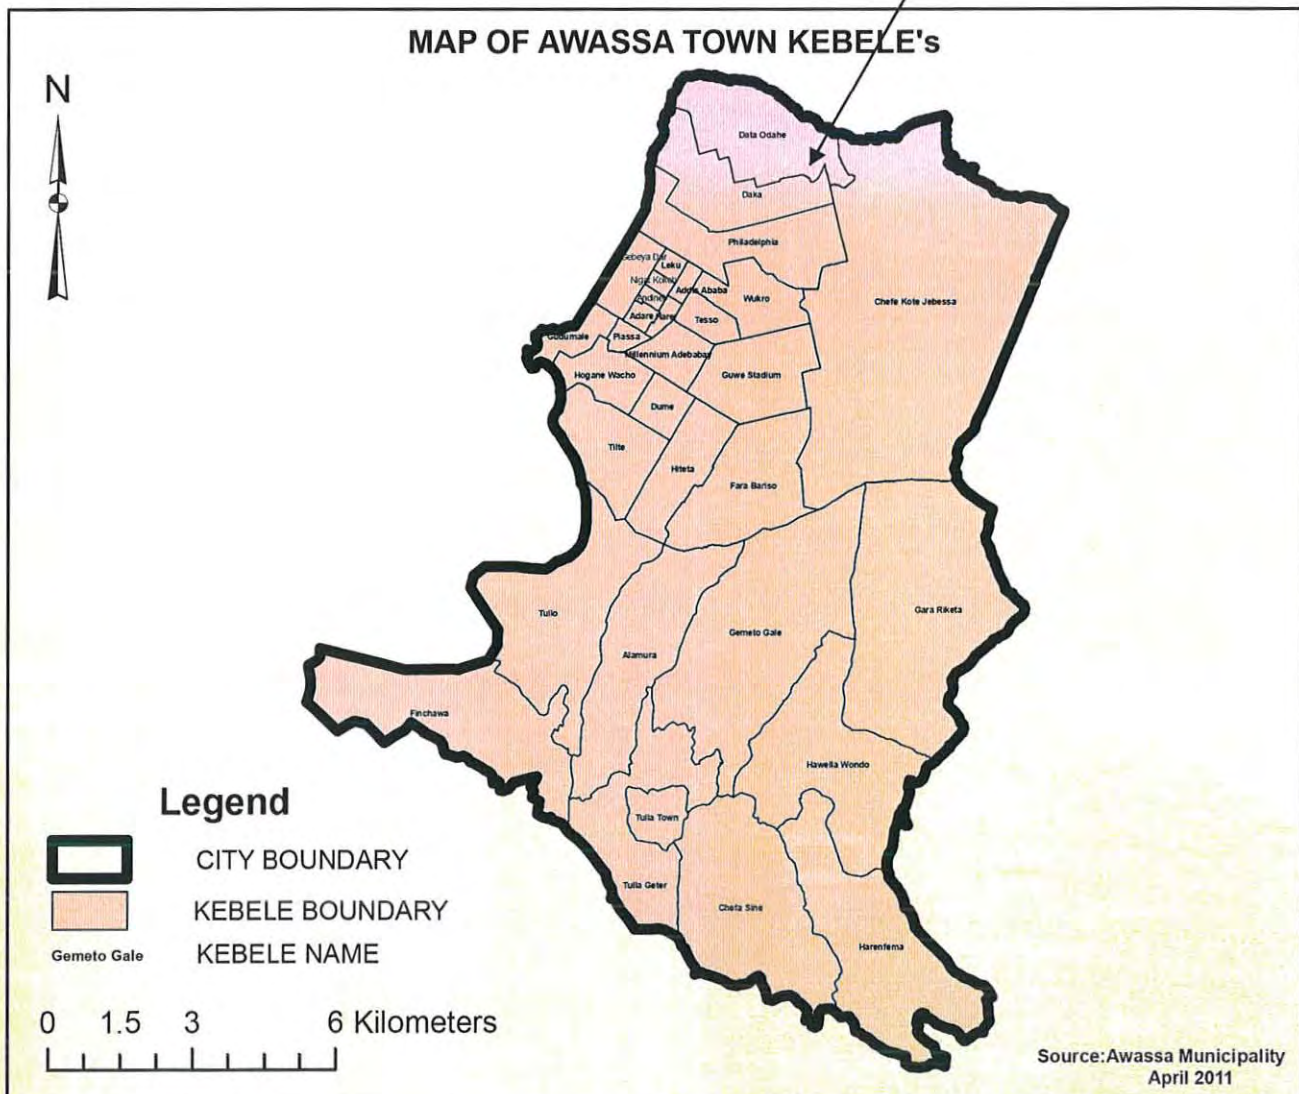 MAP OF AWASSA TOWN KEBELE's
N
Data Odahe
Daka
Philadelphia
Leku
Addis Ababa
Wukro
Chefe Kote Jebessa
Adare
Tesso
Piassa
Millennium Adebabay
Hogane Wacho
Guwe Stadium
Dume
Tilte
Hiteta
Fara Bariso
Tullo
Gara Riketa
Gemeto Gale
Alamura
Finchawa
Hawella Wondo
Tulla Town
Tulla Geter
Chefa Sine
Harenfema
Legend
CITY BOUNDARY
KEBELE BOUNDARY
Gemeto Gale KEBELE NAME
0 1.5 3 6 Kilometers
Source:Awassa Municipality
April 2011